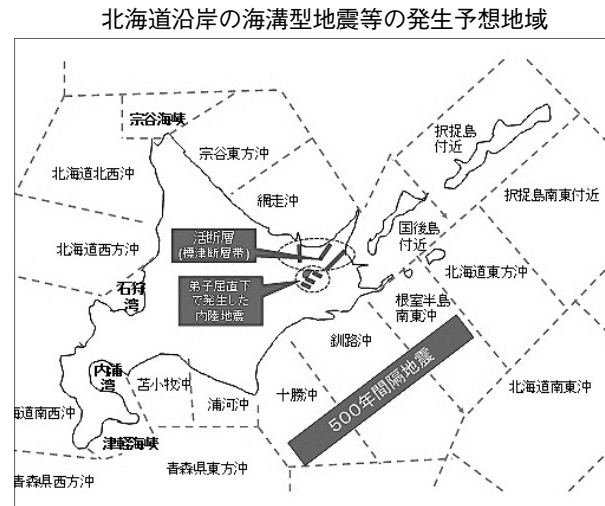 北海道沿岸の海溝型地震等の発生予想地域
宗谷海峡
宗谷東方沖
択捉島
付近
北海道北西沖
網走沖
択捉島南東付近
活断層
(標津断層帯)
国後島
付近
北海道西方沖
北海道東方沖
石狩
湾
弟子屈直下
で発生した
内陸地震
根室半島
南東沖
釧路沖
内浦
湾
苫小牧沖
十勝沖
500年間隔地震
北海道南東沖
浦河沖
海道南西沖
津軽海峡
青森県東方沖
青森県西方沖